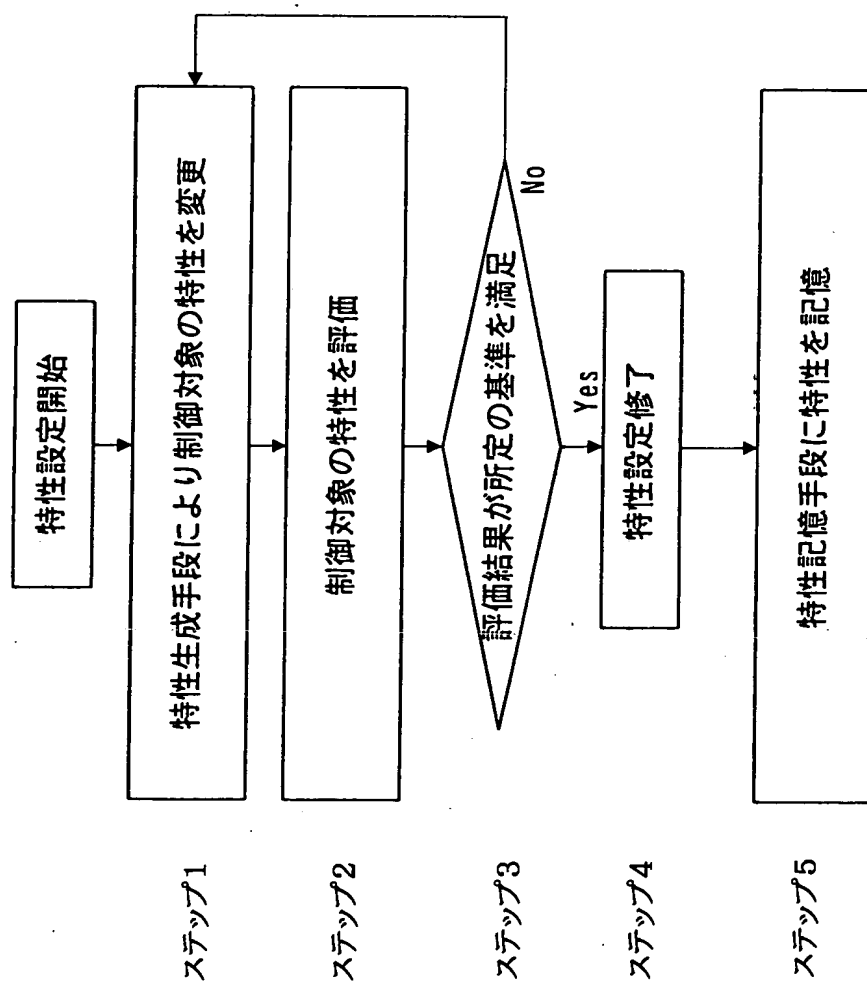 特性設定開始
ステップ1
特性生成手段により制御対象の特性を変更
ステップ2
制御対象の特性を評価
ステップ3
評価結果が所定の基準を満足
No
Yes
ステップ4
特性設定修了
ステップ5
特性記憶手段に特性を記憶